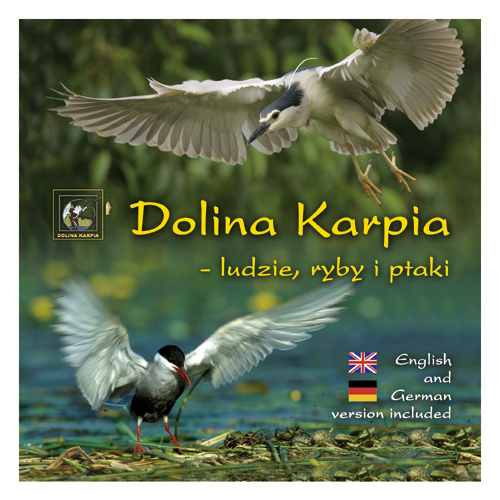 DOLINA KARPIA
Dolina Karpia
- ludzie, ryby i ptaki
English
and
German
version included